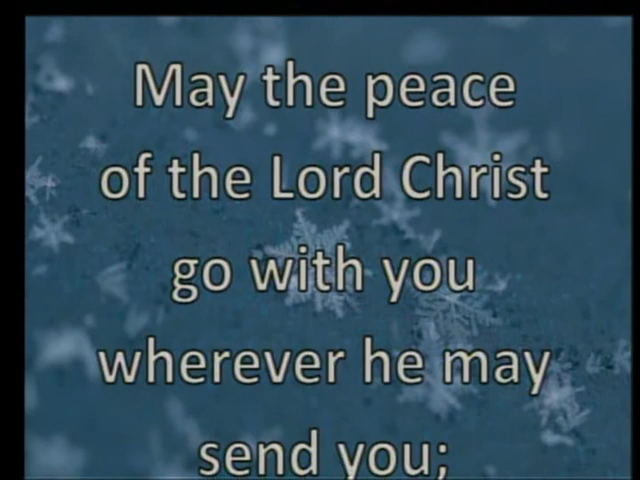 May the peace
of the Lord Christ
go with you
wherever he may
send you;